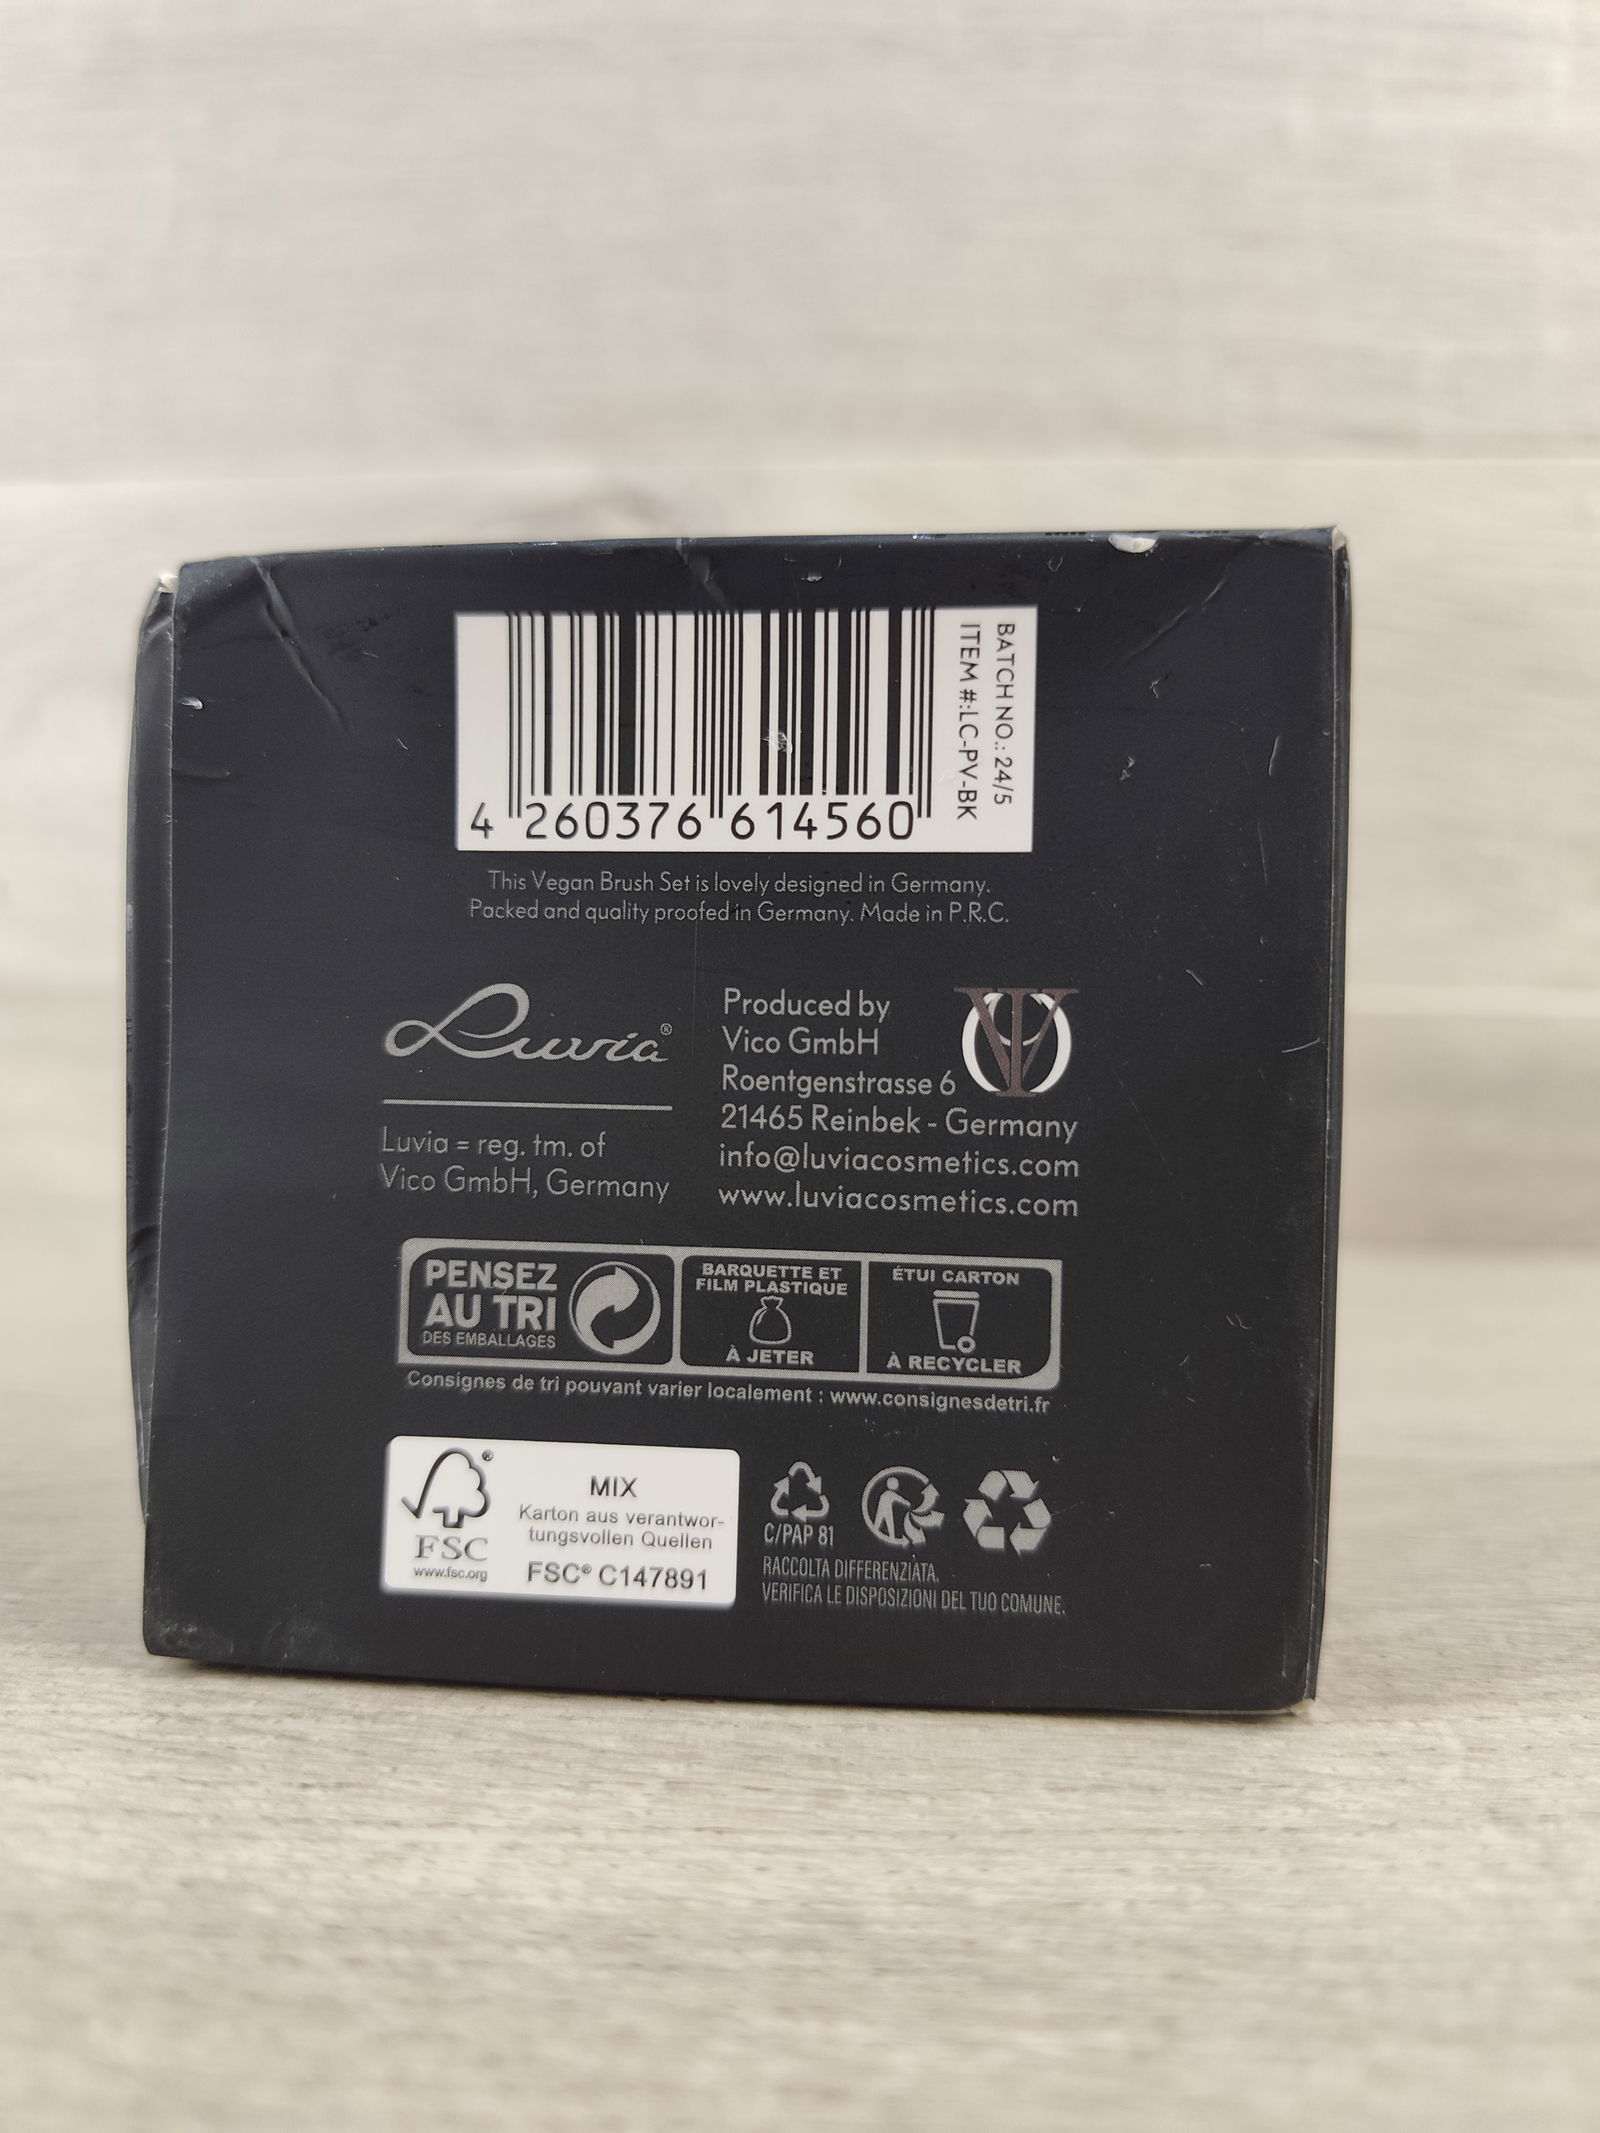 BATCH NO.: 24/5
ITEM #:LC-PV-BK
4 260376 614560
This Vegan Brush Set is lovely designed in Germany.
Packed and quality proofed in Germany. Made in P.R.C.
Luvia®
Luvia = reg. tm. of
Vico GmbH, Germany
Produced by
Vico GmbH
Roentgenstrasse 6
21465 Reinbek - Germany
info@luviacosmetics.com
www.luviacosmetics.com
PENSEZ
AU TRI
DES EMBALLAGES
BARQUETTE ET
FILM PLASTIQUE
À JETER
ÉTUI CARTON
À RECYCLER
Consignes de tri pouvant varier localement : www.consignesdetri.fr
®
FSC
www.fsc.org
MIX
Karton aus verantwor-
tungsvollen Quellen
FSC® C147891
C/PAP 81
RACCOLTA DIFFERENZIATA.
VERIFICA LE DISPOSIZIONI DEL TUO COMUNE.